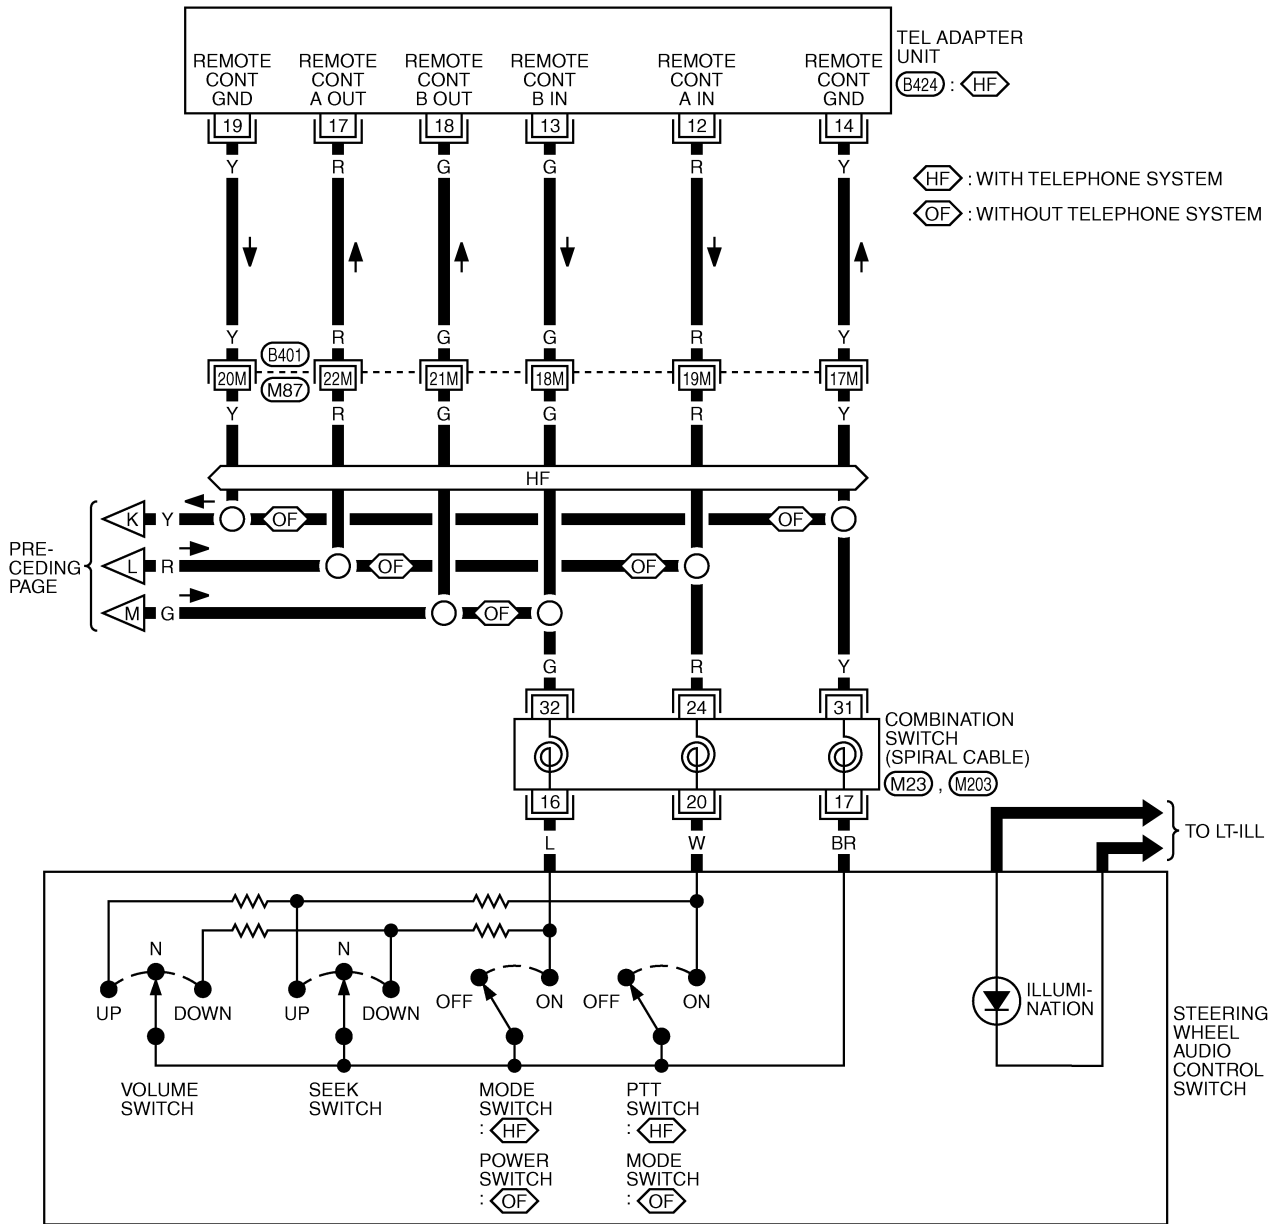 TEL ADAPTER
UNIT
B424 : HF
REMOTE
CONT
GND
REMOTE
CONT
A OUT
REMOTE
CONT
B OUT
REMOTE
CONT
B IN
REMOTE
CONT
A IN
REMOTE
CONT
GND
19 17 18 13 12 14
Y R G G R Y
HF : WITH TELEPHONE SYSTEM
OF : WITHOUT TELEPHONE SYSTEM
Y R G G R Y
B401
20M 22M 21M 18M 19M 17M
M87
Y R G G R Y
HF
PRE-
CEDING
PAGE
K Y OF OF
L R OF OF
M G OF
G R Y
32 24 31
COMBINATION
SWITCH
(SPIRAL CABLE)
M23 , M203
16 20 17
L W BR
TO LT-ILL
N N
UP DOWN UP DOWN OFF ON OFF ON
ILLUMI-
NATION
STEERING
WHEEL
AUDIO
CONTROL
SWITCH
VOLUME
SWITCH
SEEK
SWITCH
MODE
SWITCH
: HF
POWER
SWITCH
: OF
PTT
SWITCH
: HF
MODE
SWITCH
: OF